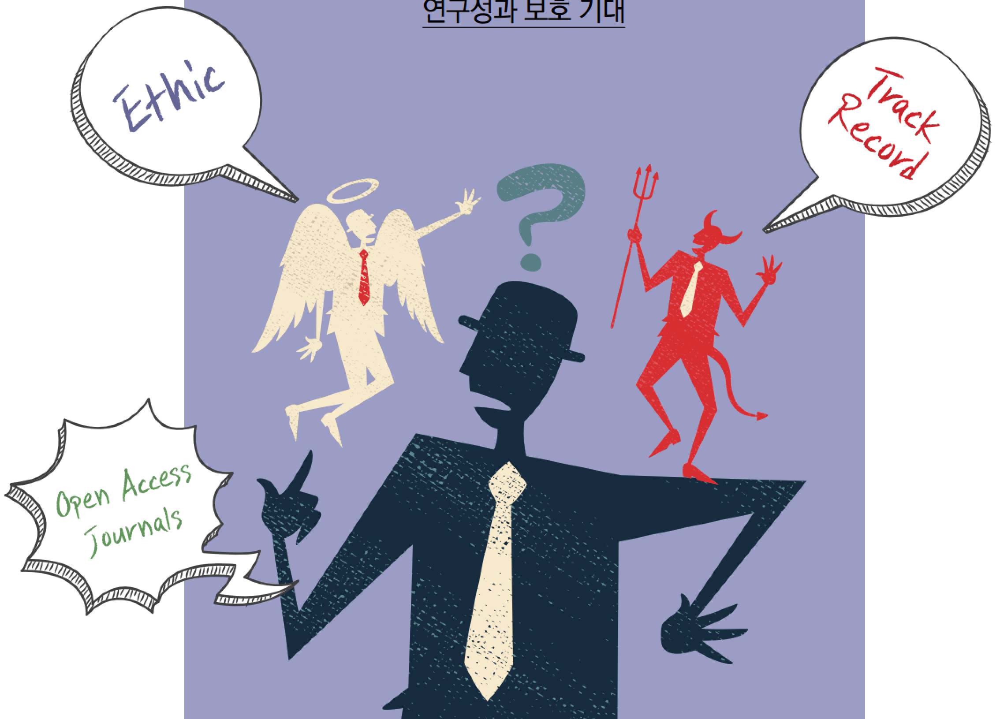 연구성과 보호 기대
Ethic
Track
Record
?
Open Access
Journals